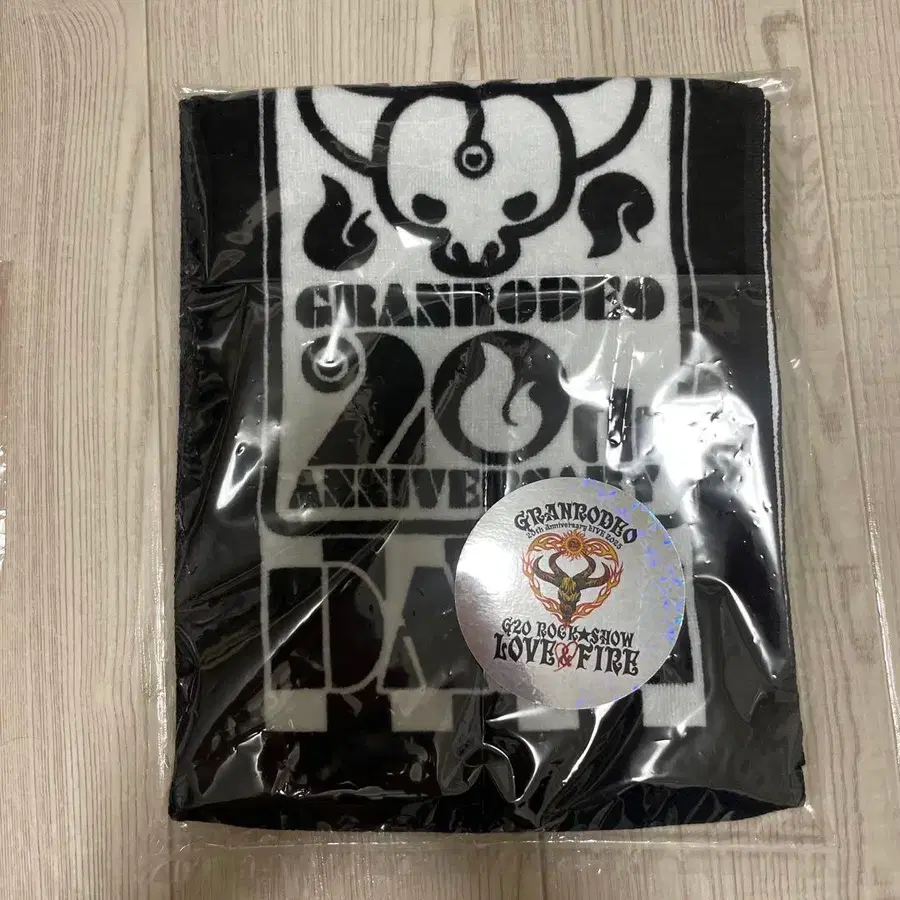 GRANRODEO
20th
ANNIVERSARY
GRANRODEO
20th Anniversary LIVE 2025
G20 ROCK★SHOW
LOVE&FIRE